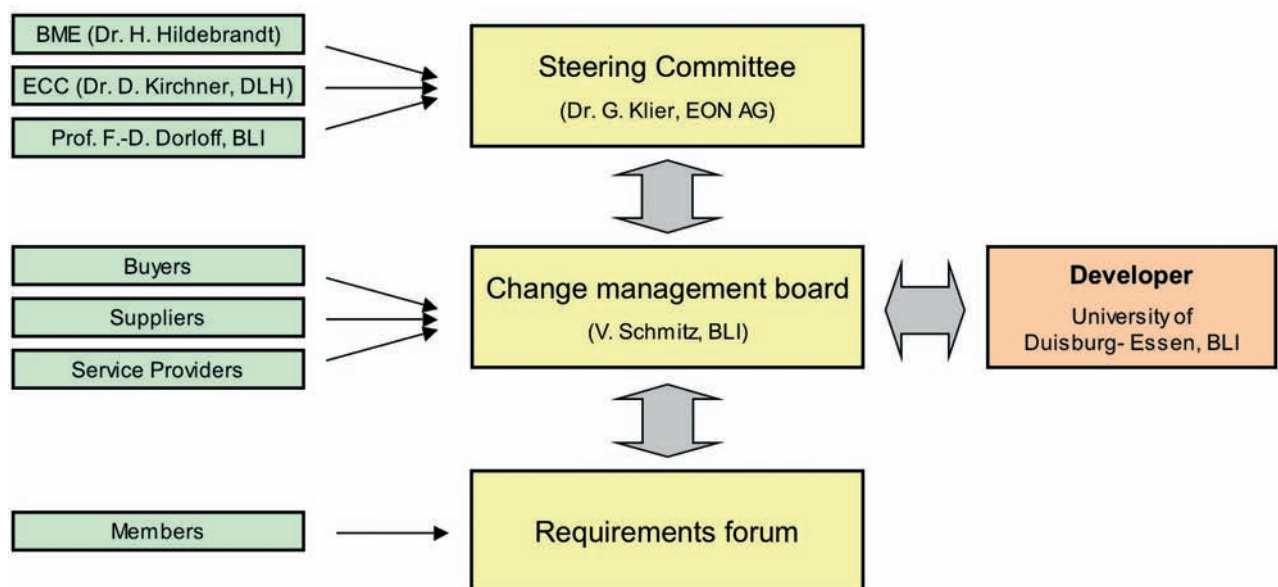 BME (Dr. H. Hildebrandt)
ECC (Dr. D. Kirchner, DLH)
Prof. F.-D. Dorloff, BLI
Steering Committee
(Dr. G. Klier, EON AG)
Buyers
Suppliers
Service Providers
Change management board
(V. Schmitz, BLI)
Developer
University of
Duisburg- Essen, BLI
Members
Requirements forum